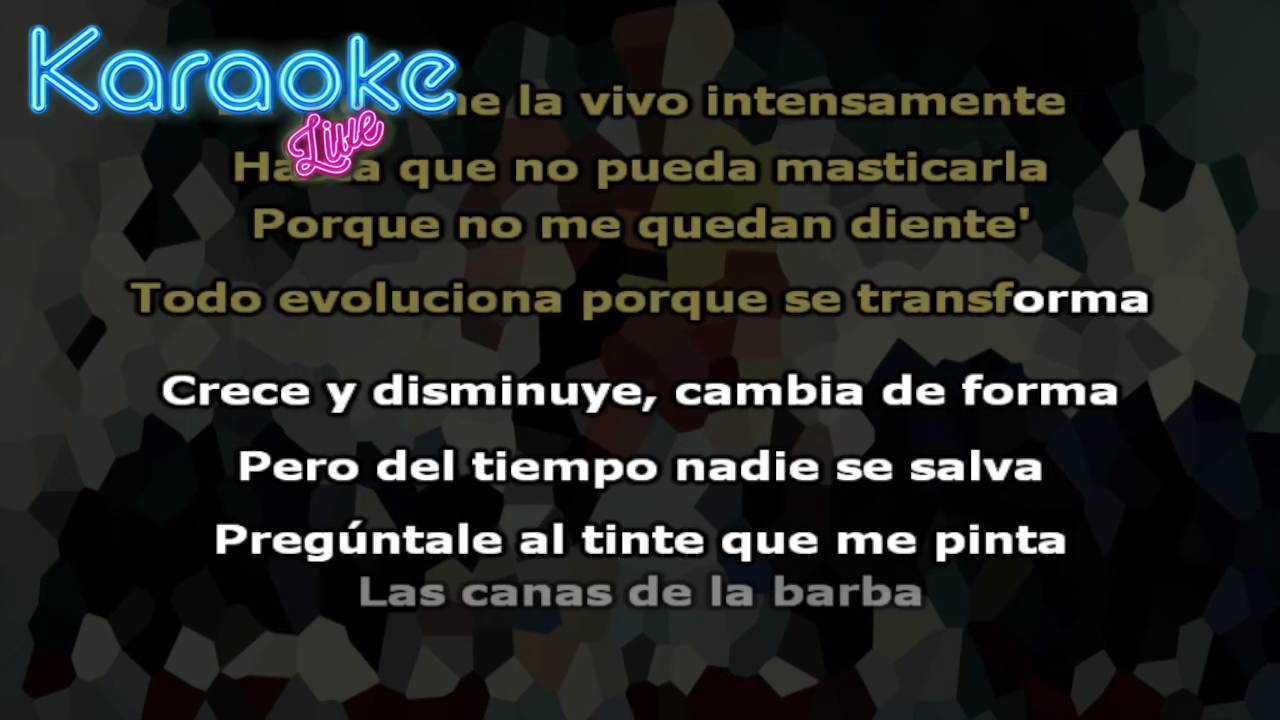 Karaoke
Live
la vivo intensamente
que no pueda masticarla
Porque no me quedan diente'
Todo evoluciona porque se transforma
Crece y disminuye, cambia de forma
Pero del tiempo nadie se salva
Pregúntale al tinte que me pinta
Las canas de la barba